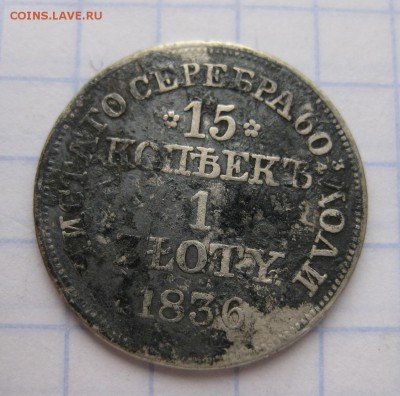 COINS.LAVE.RU
ЧИСТАГО СЕРЕБРА 60 ДОЛИ
15
КОПѢЕКЪ
1
ZŁOTY.
1836